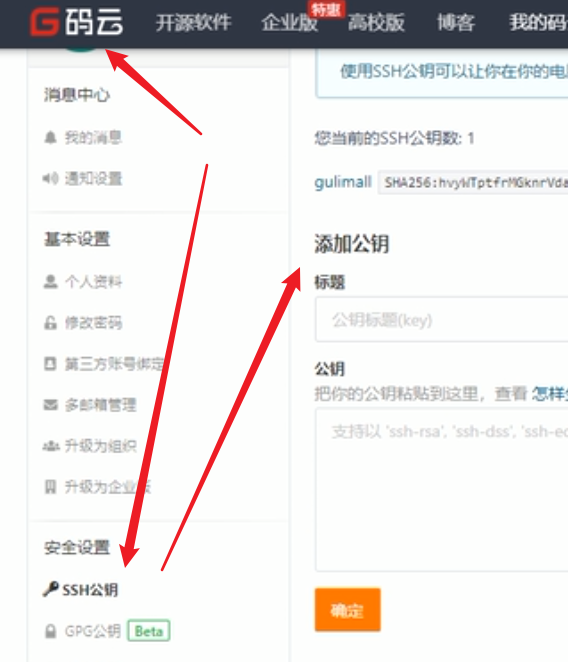 G码云 开源软件 企业版 特惠 高校版 博客 我的码
消息中心
我的消息
通知设置
基本设置
个人资料
修改密码
第三方账号绑定
多邮箱管理
升级为组织
升级为企业版
安全设置
SSH公钥
GPG公钥 Beta
使用SSH公钥可以让你在你的电
您当前的SSH公钥数: 1
gulimall SHA256:hvyWTptfrMGknrVda
添加公钥
标题
公钥标题(key)
公钥
把你的公钥粘贴到这里，查看 怎样
支持以 'ssh-rsa', 'ssh-dss', 'ssh-ec
确定